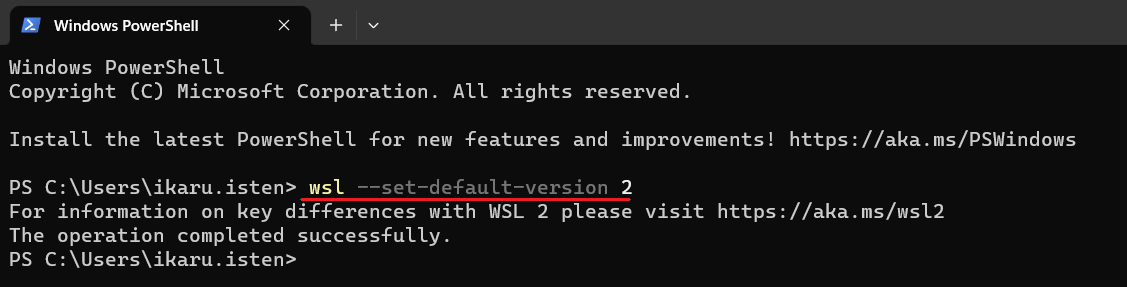 Windows PowerShell
Windows PowerShell
Copyright (C) Microsoft Corporation. All rights reserved.
Install the latest PowerShell for new features and improvements! https://aka.ms/PSWindows
PS C:\Users\ikaru.isten> wsl --set-default-version 2
For information on key differences with WSL 2 please visit https://aka.ms/wsl2
The operation completed successfully.
PS C:\Users\ikaru.isten>